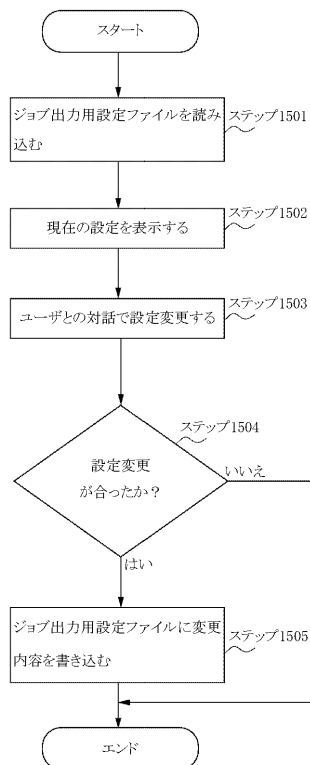 スタート
ジョブ出力用設定ファイルを読み
込む
ステップ1501
現在の設定を表示する
ステップ1502
ユーザとの対話で設定変更する
ステップ1503
ステップ1504
設定変更
が合ったか？
いいえ
はい
ジョブ出力用設定ファイルに変更
内容を書き込む
ステップ1505
エンド